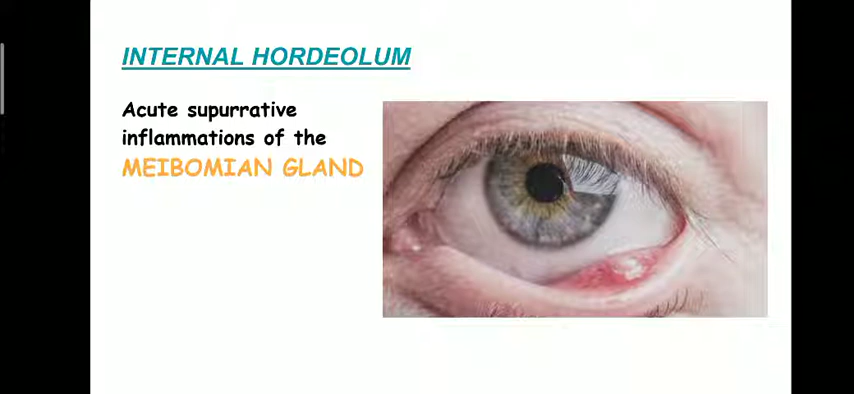 INTERNAL HORDEOLUM
Acute supurrative
inflammations of the
MEIBOMIAN GLAND